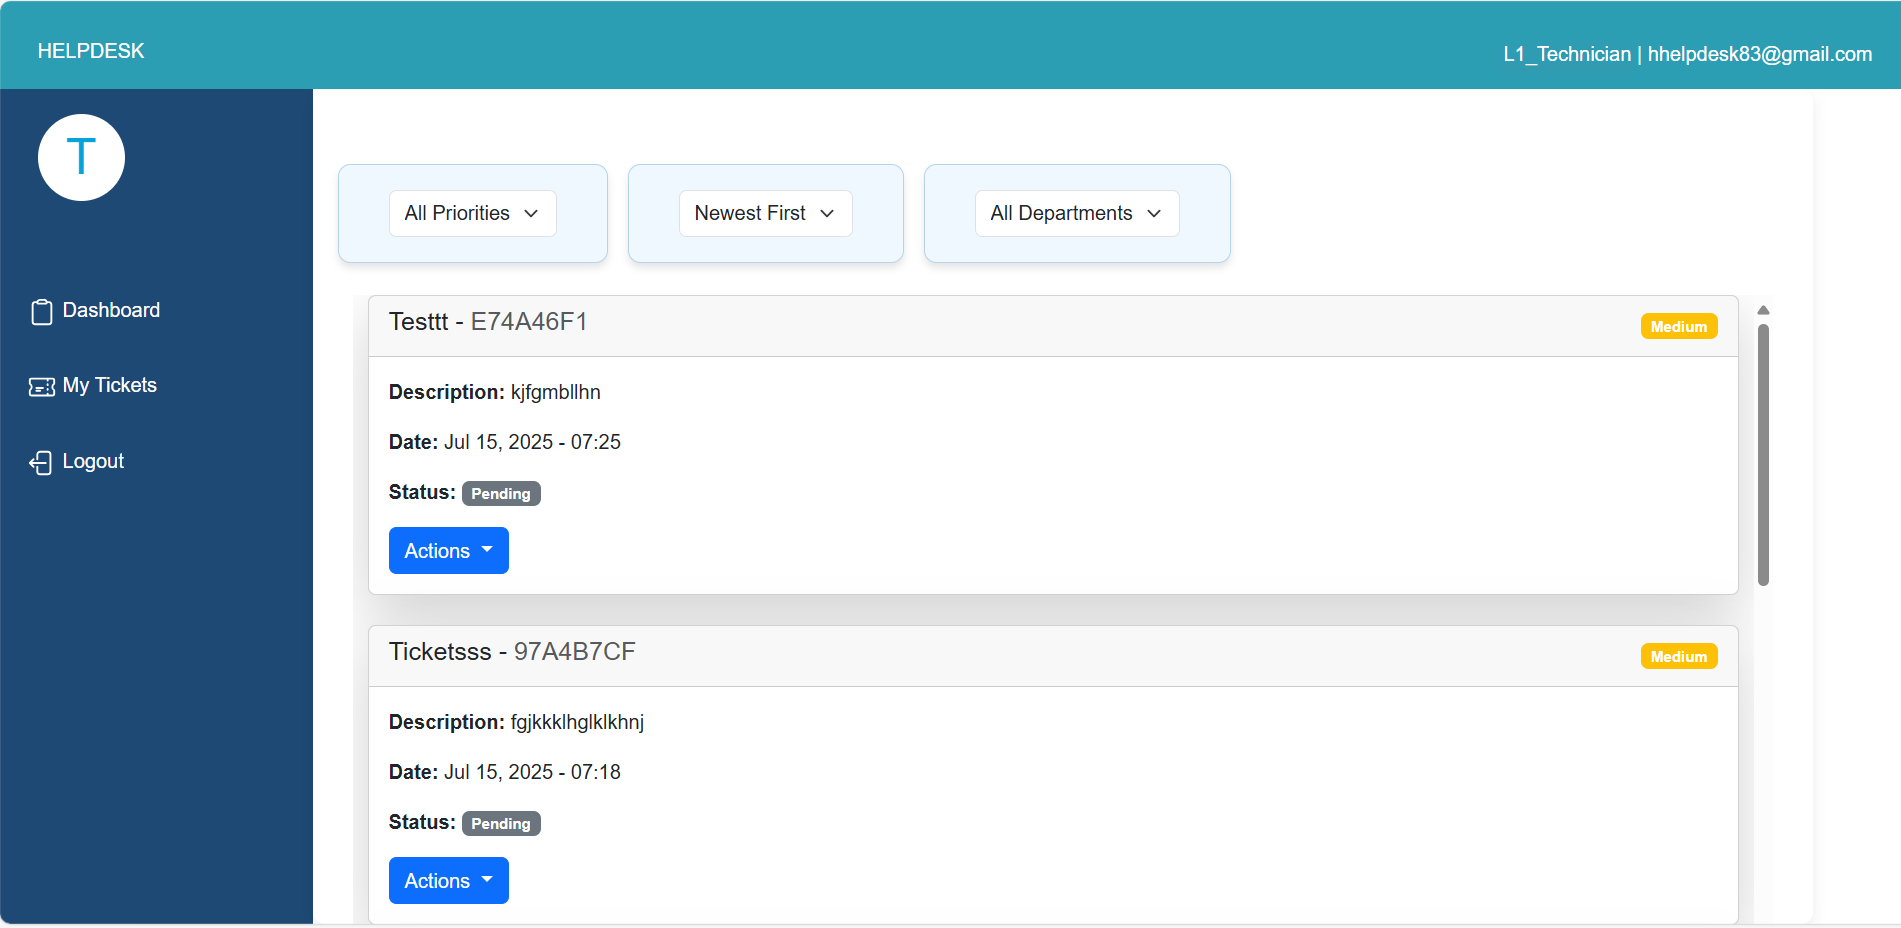 HELPDESK
L1_Technician | hhelpdesk83@gmail.com
T
Dashboard
My Tickets
Logout
All Priorities
Newest First
All Departments
Testtt - E74A46F1
Medium
Description: kjfgmbllhn
Date: Jul 15, 2025 - 07:25
Status: Pending
Actions
Ticketsss - 97A4B7CF
Medium
Description: fgjkkklhglklkhnj
Date: Jul 15, 2025 - 07:18
Status: Pending
Actions